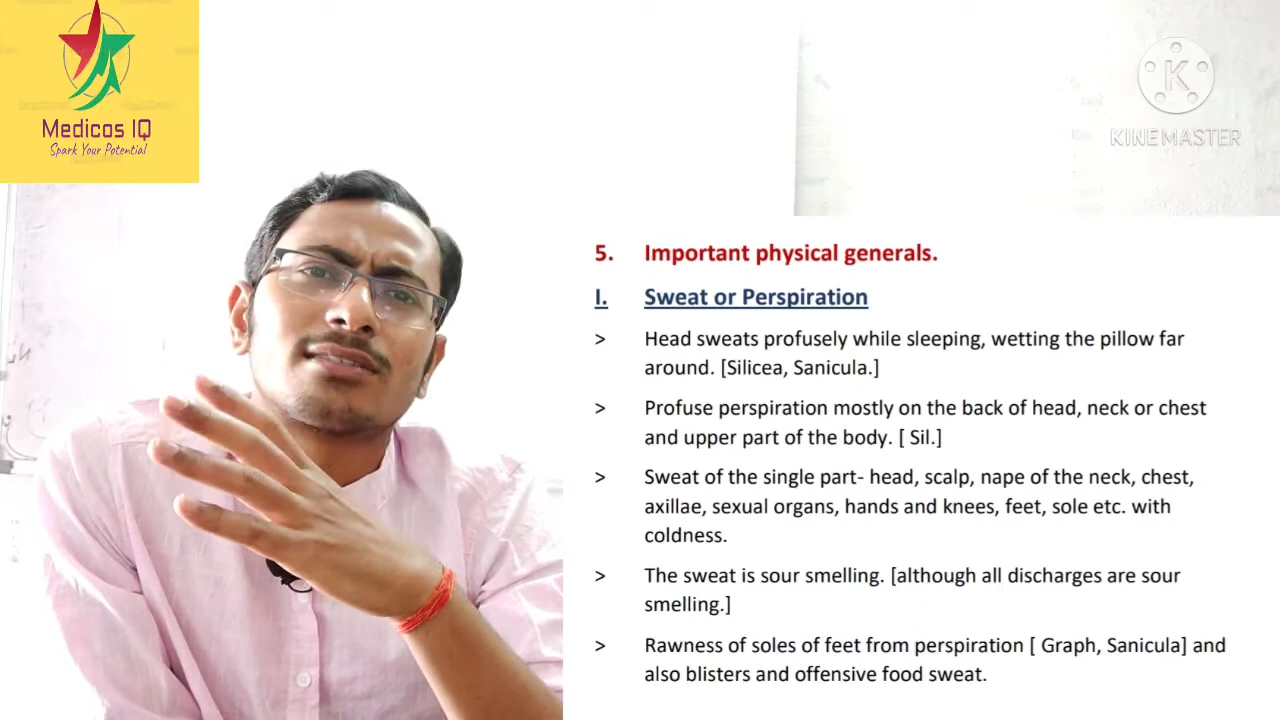 Medicos IQ
Spark Your Potential
KINEMASTER
5. Important physical generals.
I. Sweat or Perspiration
> Head sweats profusely while sleeping, wetting the pillow far
around. [Silicea, Sanicula.]
> Profuse perspiration mostly on the back of head, neck or chest
and upper part of the body. [ Sil.]
> Sweat of the single part- head, scalp, nape of the neck, chest,
axillae, sexual organs, hands and knees, feet, sole etc. with
coldness.
> The sweat is sour smelling. [although all discharges are sour
smelling.]
> Rawness of soles of feet from perspiration [ Graph, Sanicula] and
also blisters and offensive food sweat.